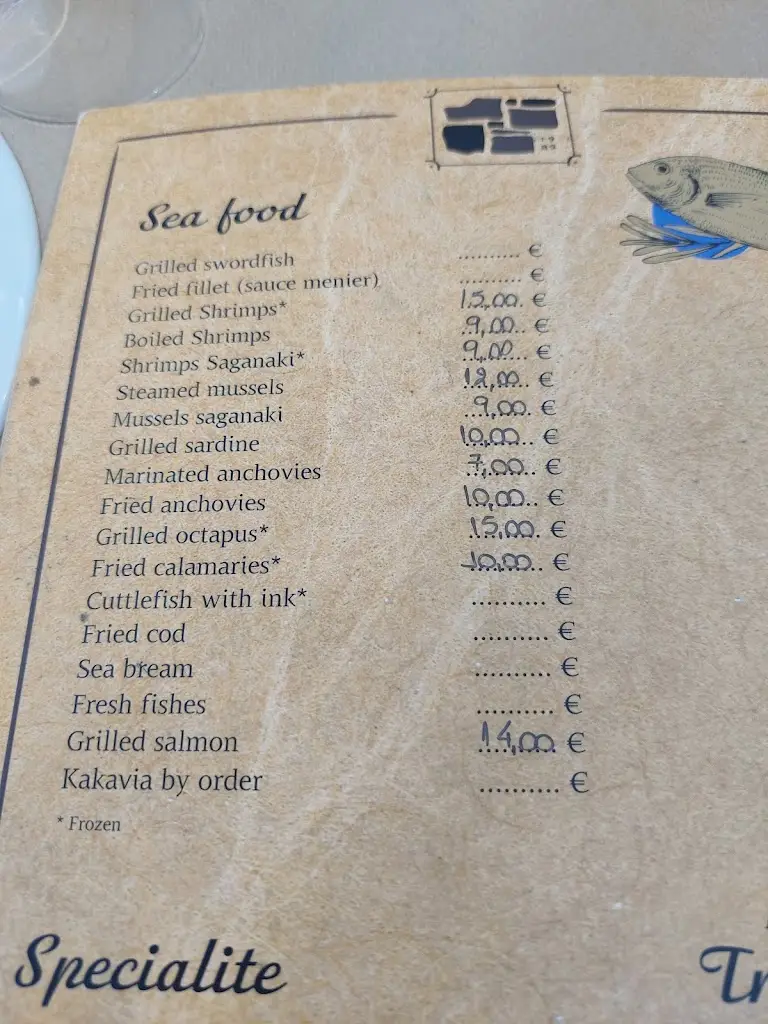 Sea food
Grilled swordfish .......... €
Fried fillet (sauce menier) .......... €
Grilled Shrimps* 15,00 €
Boiled Shrimps 9,00 €
Shrimps Saganaki* 9,00 €
Steamed mussels 12,00 €
Mussels saganaki 9,00 €
Grilled sardine 10,00 €
Marinated anchovies 7,00 €
Fried anchovies 10,00 €
Grilled octapus* 15,00 €
Fried calamaries* 10,00 €
Cuttlefish with ink* .......... €
Fried cod .......... €
Sea bream .......... €
Fresh fishes .......... €
Grilled salmon 14,00 €
Kakavia by order .......... €
* Frozen
Specialite